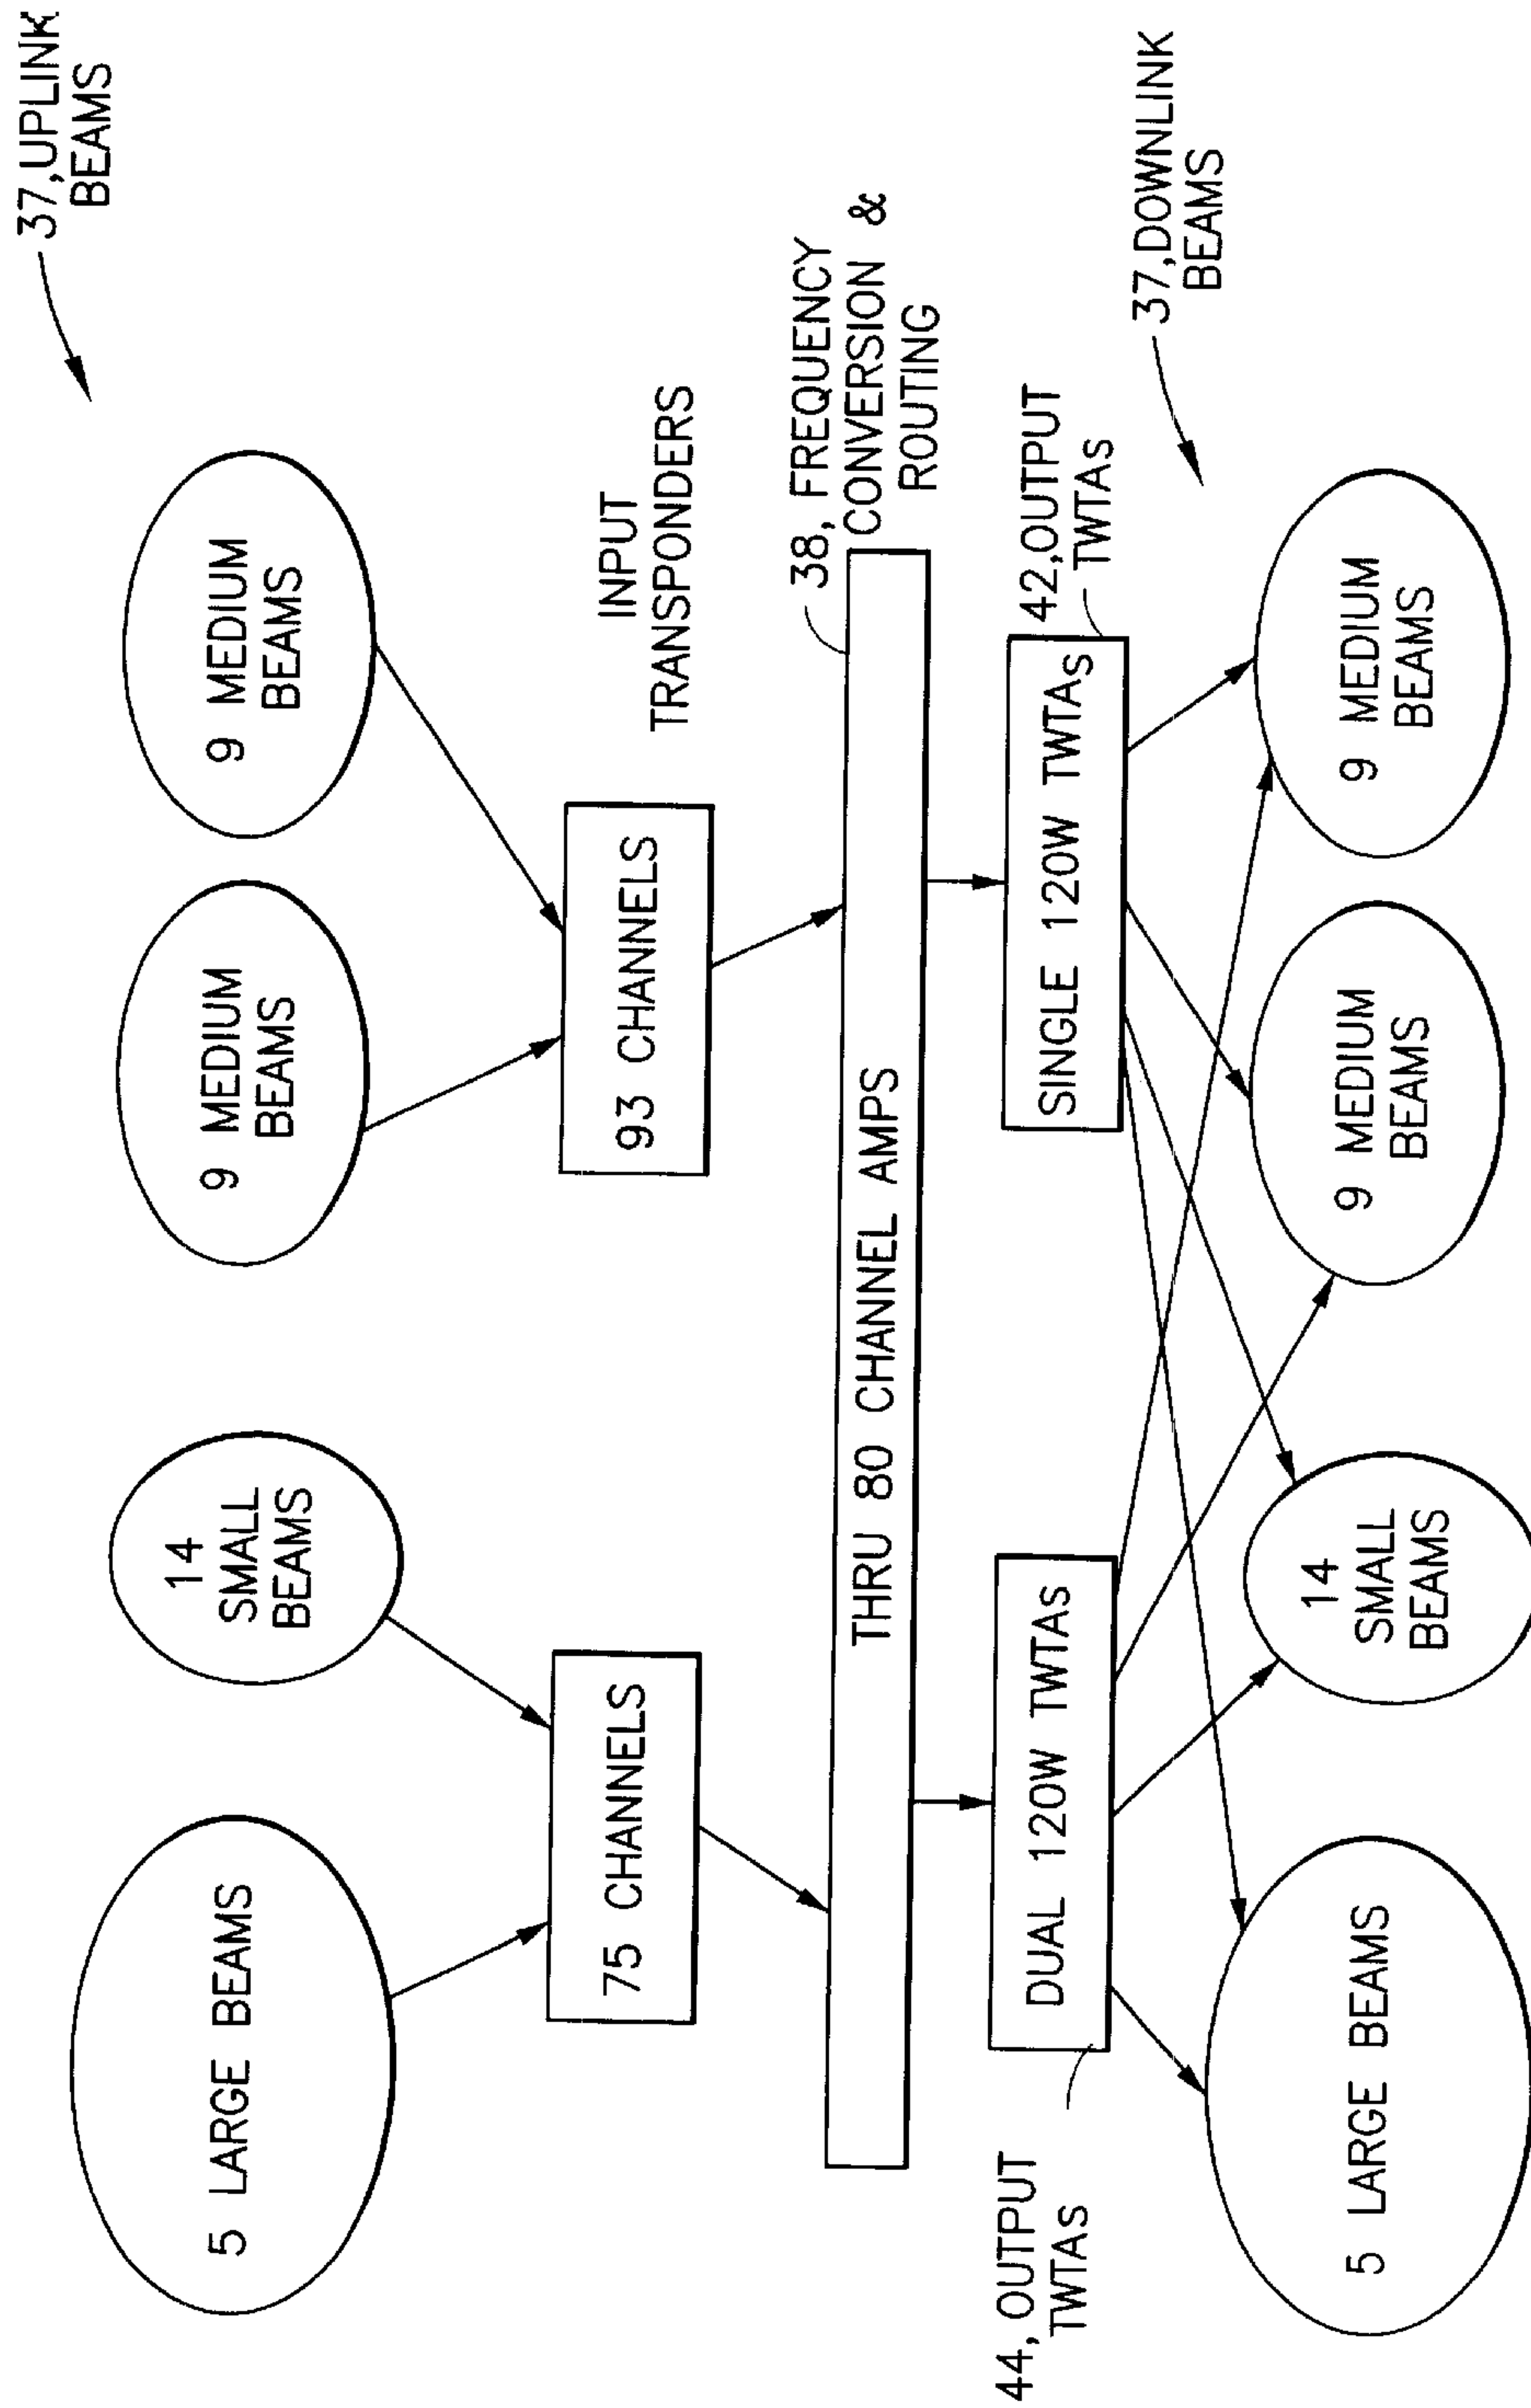 37,UPLINK
BEAMS
5 LARGE BEAMS
14
SMALL
BEAMS
9 MEDIUM
BEAMS
9 MEDIUM
BEAMS
75 CHANNELS
93 CHANNELS
INPUT
TRANSPONDERS
THRU 80 CHANNEL AMPS
38, FREQUENCY
CONVERSION &
ROUTING
44, OUTPUT
TWTAs
DUAL 120W TWTAs
SINGLE 120W TWTAs
42,OUTPUT
TWTAs
37,DOWNLINK
BEAMS
5 LARGE BEAMS
14
SMALL
BEAMS
9 MEDIUM
BEAMS
9 MEDIUM
BEAMS